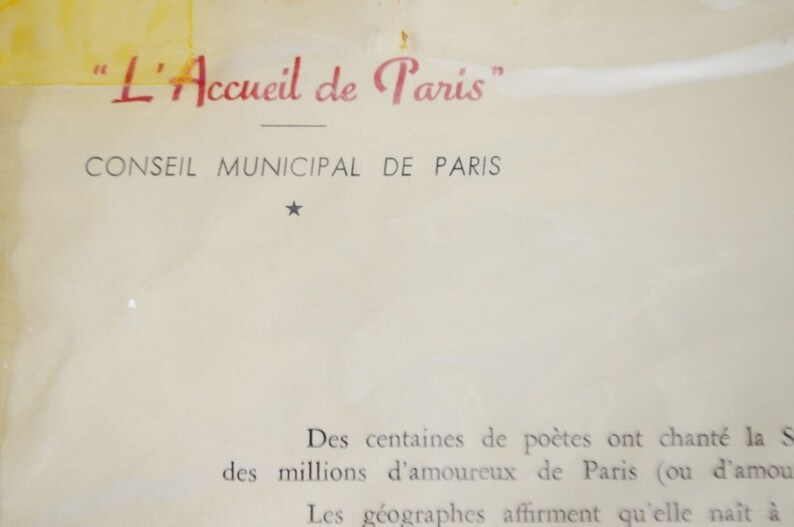 "L'Accueil de Paris"
CONSEIL MUNICIPAL DE PARIS
★
Des centaines de poètes ont chanté la S
des millions d'amoureux de Paris (ou d'amou
Les géographes affirment qu'elle naît à